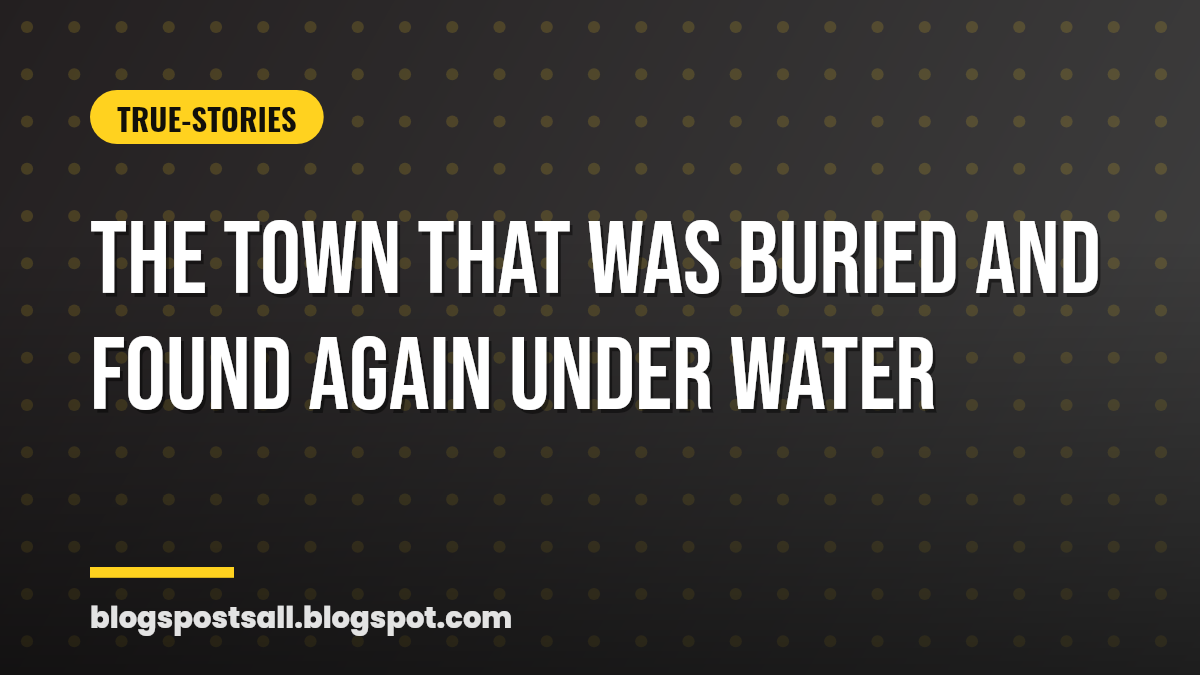 TRUE-STORIES
THE TOWN THAT WAS BURIED AND
FOUND AGAIN UNDER WATER
blogspostsall.blogspot.com